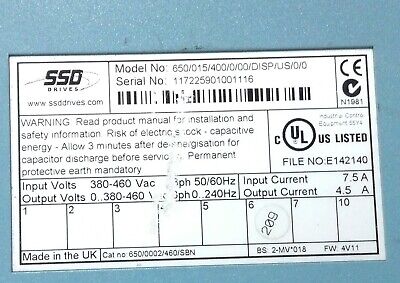 SSD
DRIVES
www.ssddrives.com
Model No: 650/015/400/0/00/DISP/US/0/0
Serial No: 117225901001116
CE
N1981
WARNING Read product manual for installation and
safety information. Risk of electric shock - capacitive
energy - Allow 3 minutes after de-energisation for
capacitor discharge before servicing. Permanent
protective earth mandatory
Industrial Control
Equipment 65Y4
C UL US LISTED
FILE NO:E142140
Input Volts 380-460 Vac 3ph 50/60Hz
Output Volts 0..380-460 3ph0..240Hz
Input Current 7.5 A
Output Current 4.5 A
1 2 3 4 5 6 7 10
209
Made in the UK
Cat no 650/0002/460/SBN
BS: 2-MV*018
FW: 4V11